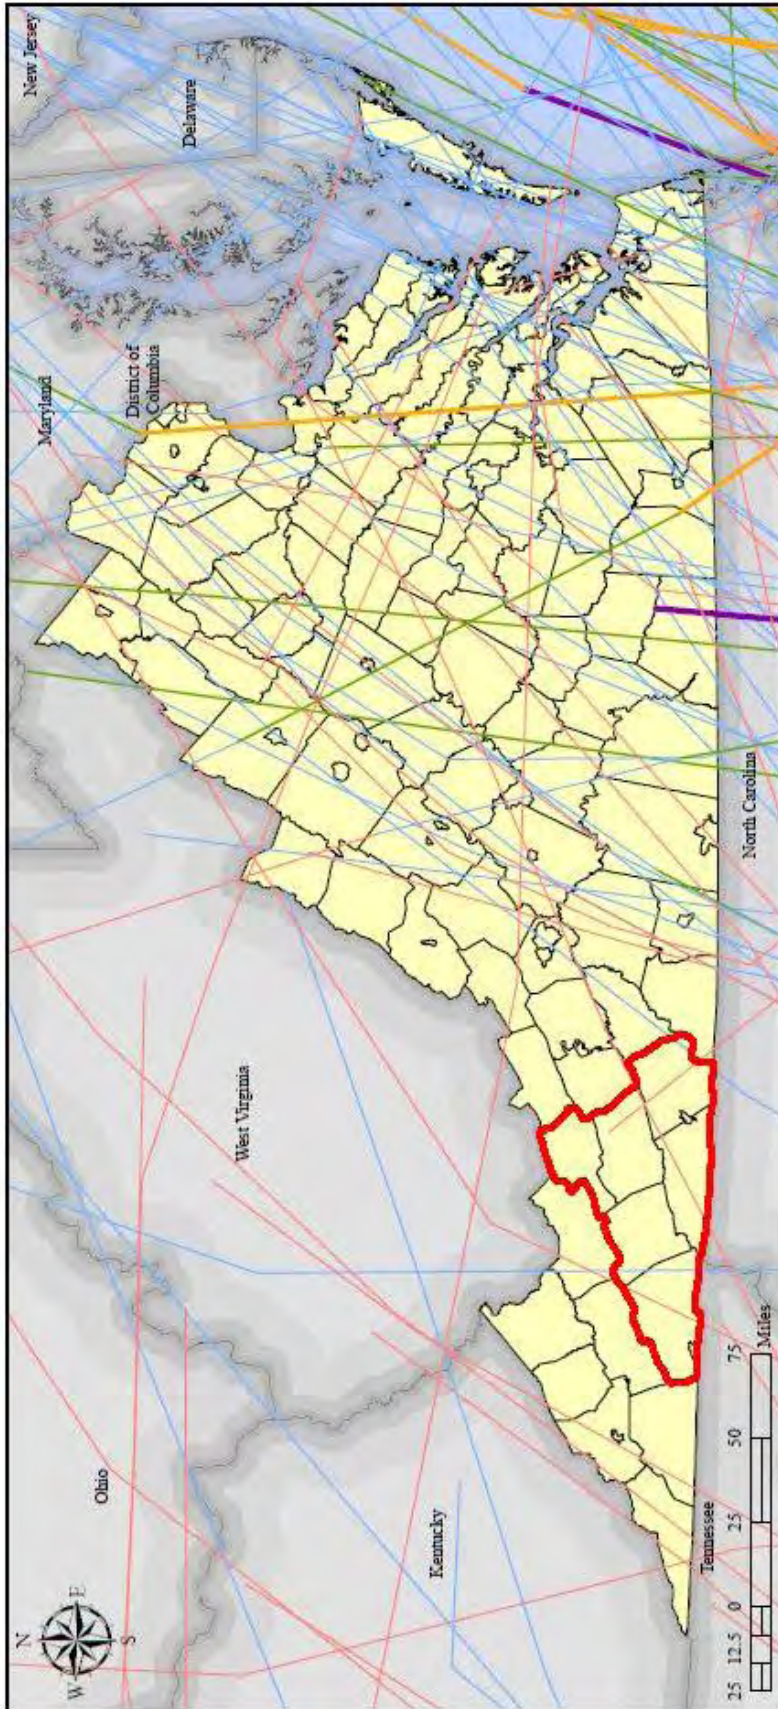 N
W
E
S
Ohio
Kentucky
West Virginia
Maryland
District of
Columbia
Delaware
New Jersey
Tennessee
North Carolina
25 12.5 0 25 50 75
Miles